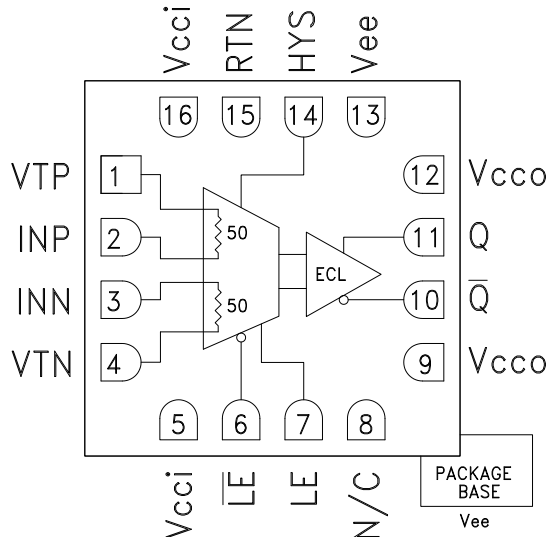 Vcci
RTN
HYS
Vee
16
15
14
13
VTP
1
12
Vcco
INP
2
50
11
Q
ECL
INN
3
50
10
Q̅
VTN
4
9
Vcco
5
6
7
8
Vcci
L̅E̅
LE
N/C
PACKAGE
BASE
Vee